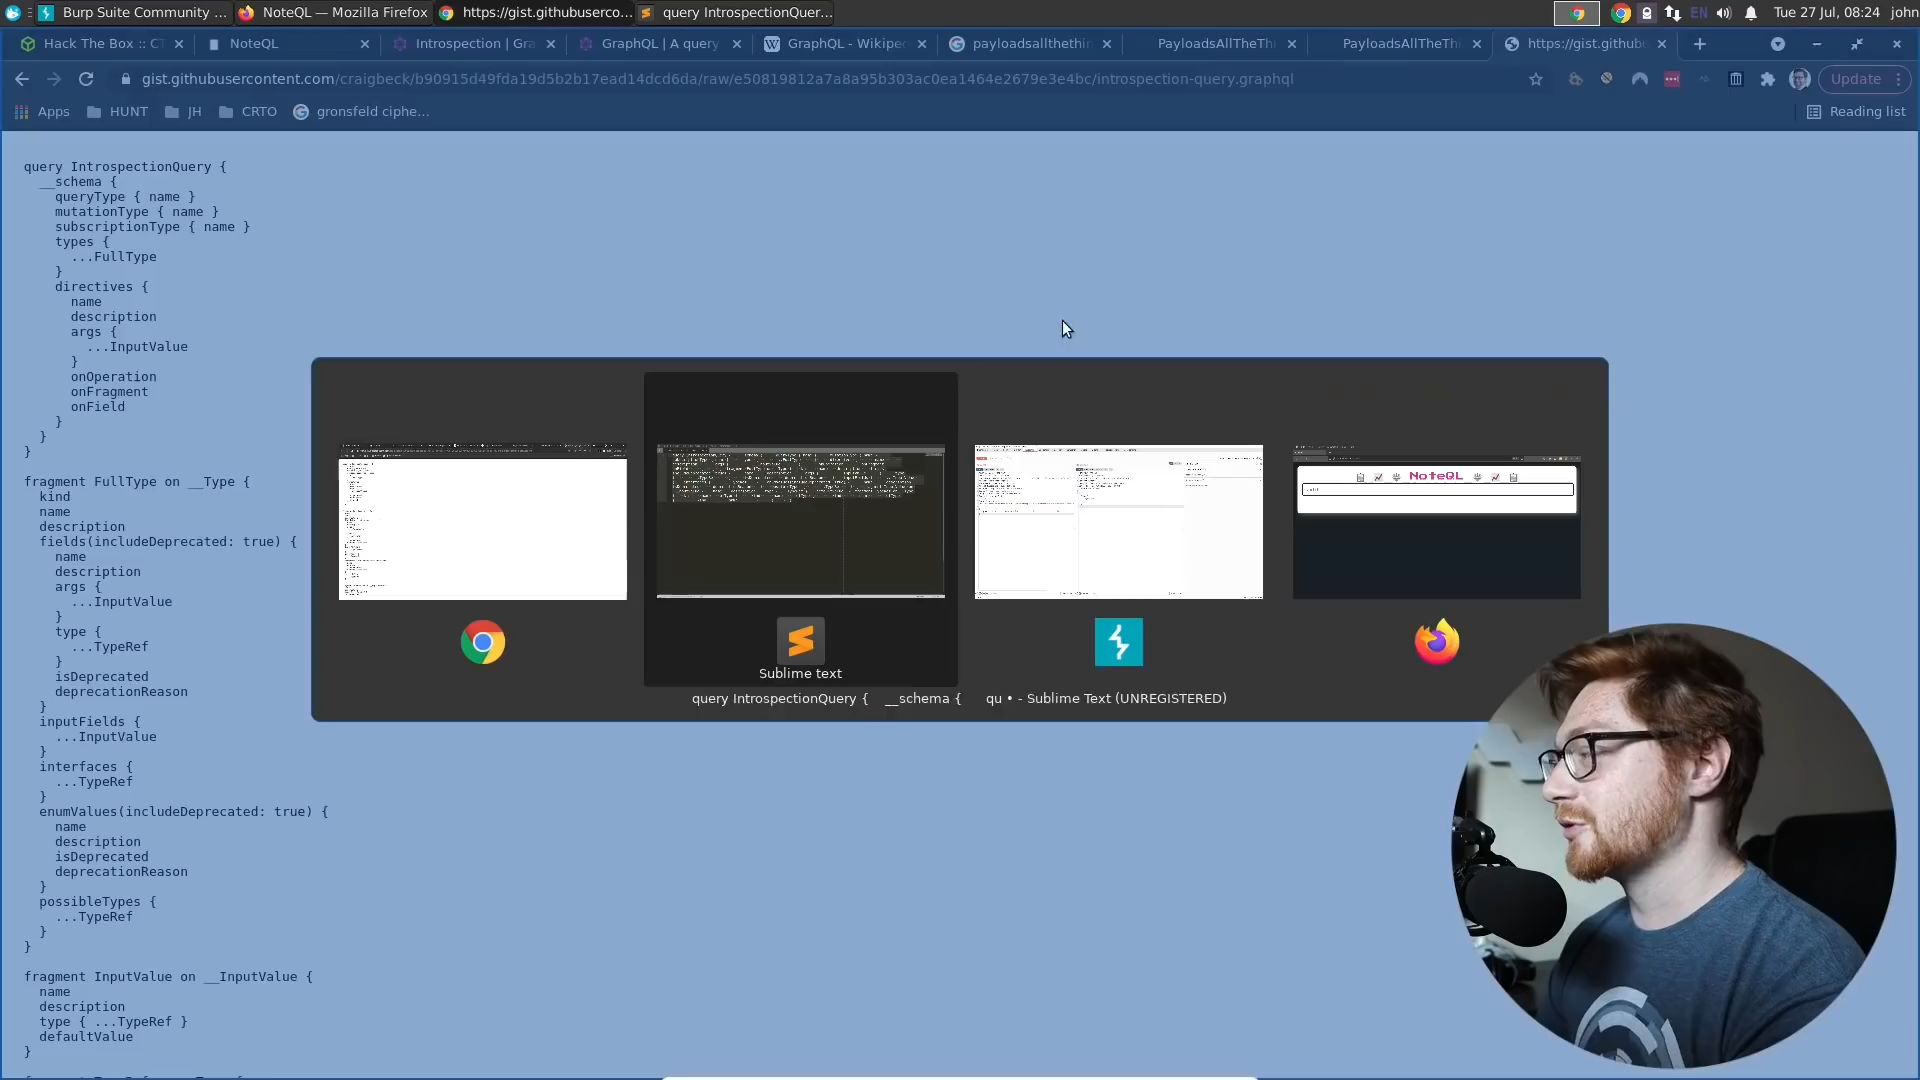 Burp Suite Community ...
NoteQL — Mozilla Firefox
https://gist.githubuserco...
query IntrospectionQuer...
EN
Tue 27 Jul, 08:24
john
Hack The Box :: CT
NoteQL
Introspection | Gra
GraphQL | A query
GraphQL - Wikiped
payloadsallthethin
PayloadsAllTheThi
PayloadsAllTheThi
https://gist.github
gist.githubusercontent.com/craigbeck/b90915d49fda19d5b2b17ead14dcd6da/raw/e50819812a7a8a95b303ac0ea1464e2679e3e4bc/introspection-query.graphql
Update
Apps
HUNT
JH
CRTO
gronsfeld ciphe...
Reading list
query IntrospectionQuery {
__schema {
queryType { name }
mutationType { name }
subscriptionType { name }
types {
...FullType
}
directives {
name
description
args {
...InputValue
}
onOperation
onFragment
onField
}
}
}
fragment FullType on __Type {
kind
name
description
fields(includeDeprecated: true) {
name
description
args {
...InputValue
}
type {
...TypeRef
}
isDeprecated
deprecationReason
}
inputFields {
...InputValue
}
interfaces {
...TypeRef
}
enumValues(includeDeprecated: true) {
name
description
isDeprecated
deprecationReason
}
possibleTypes {
...TypeRef
}
}
fragment InputValue on __InputValue {
name
description
type { ...TypeRef }
defaultValue
}
NoteQL
Sublime text
query IntrospectionQuery { __schema { qu • - Sublime Text (UNREGISTERED)